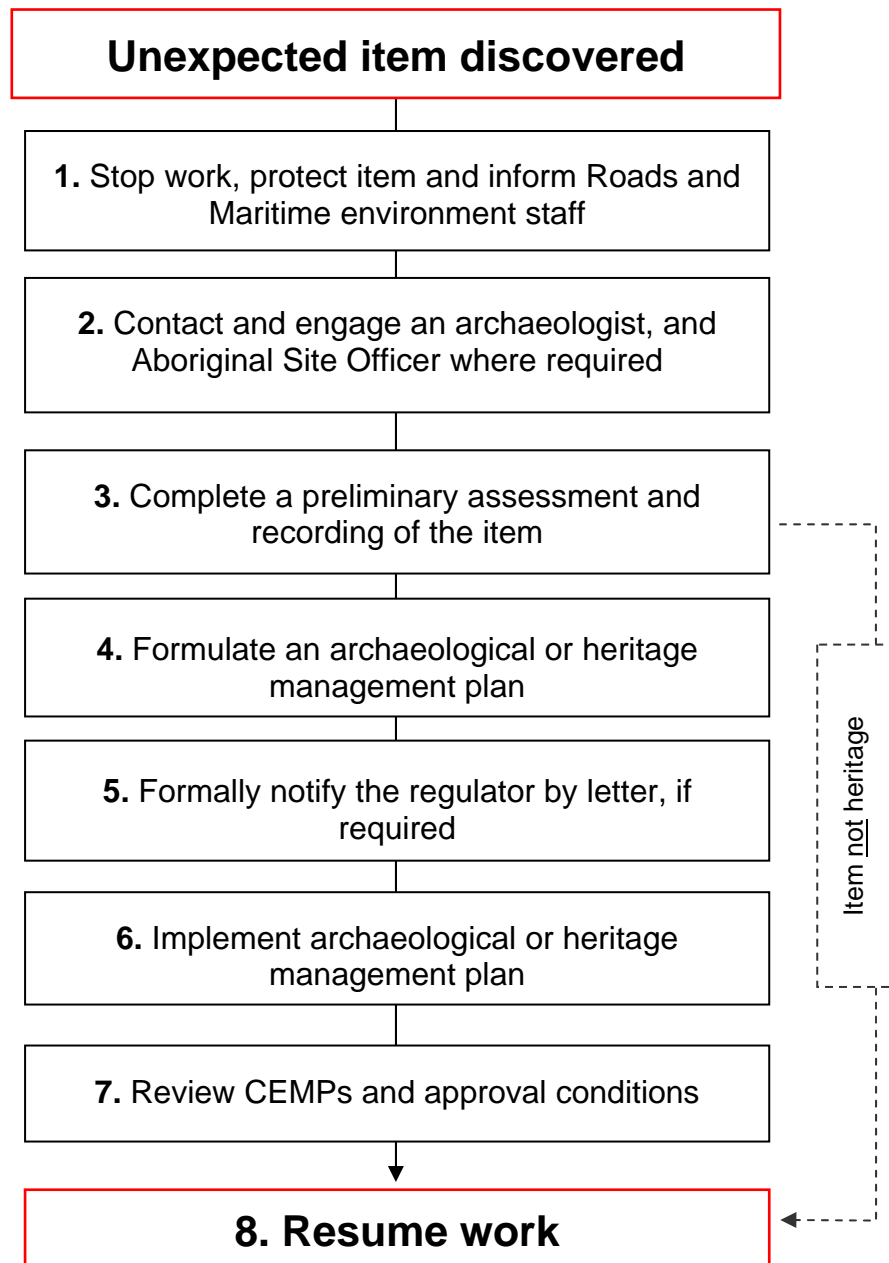 Unexpected item discovered
1. Stop work, protect item and inform Roads and
Maritime environment staff
2. Contact and engage an archaeologist, and
Aboriginal Site Officer where required
3. Complete a preliminary assessment and
recording of the item
4. Formulate an archaeological or heritage
management plan
5. Formally notify the regulator by letter, if
required
6. Implement archaeological or heritage
management plan
7. Review CEMPs and approval conditions
8. Resume work
Item not heritage